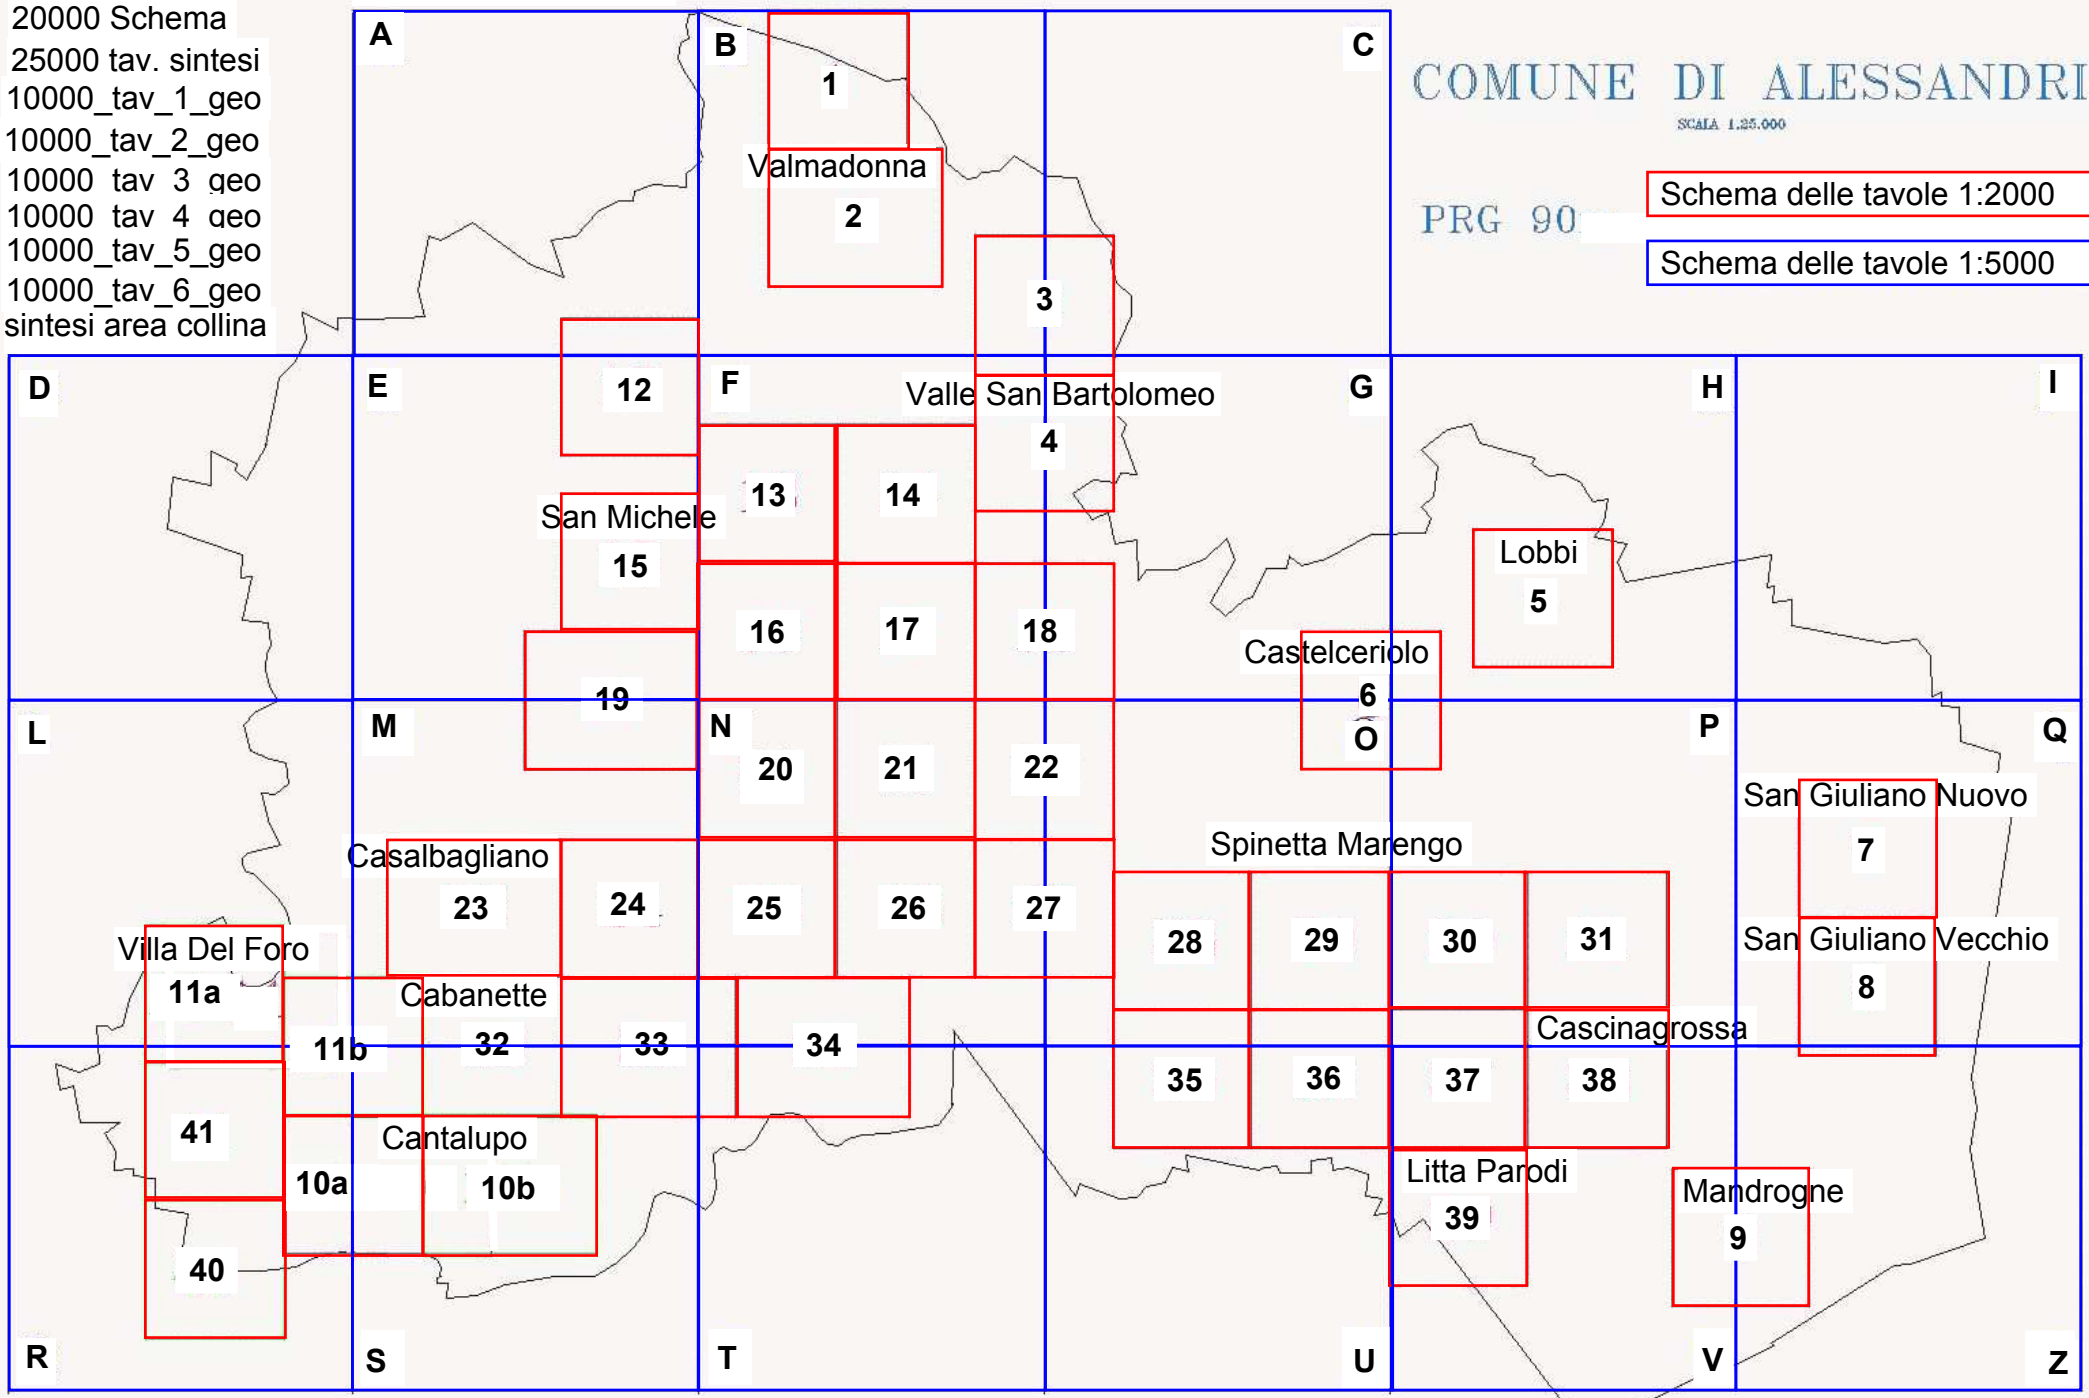 20000 Schema
25000 tav. sintesi
10000_tav_1_geo
10000_tav_2_geo
10000_tav_3_geo
10000_tav_4_geo
10000_tav_5_geo
10000_tav_6_geo
sintesi area collina
COMUNE DI ALESSANDRI
SCALA 1.25.000
PRG 90
Schema delle tavole 1:2000
Schema delle tavole 1:5000
A
B
C
1
Valmadonna
2
3
D
E
F
G
H
I
12
Valle San Bartolomeo
4
13
14
San Michele
15
Lobbi
5
16
17
18
Castelceriolo
6
19
L
M
N
O
P
Q
20
21
22
San Giuliano Nuovo
7
Casalbagliano
Spinetta Marengo
23
24
25
26
27
28
29
30
31
San Giuliano Vecchio
8
Villa Del Foro
11a
Cabanette
11b
32
33
34
Cascinagrossa
35
36
37
38
41
Cantalupo
10a
10b
Litta Parodi
39
Mandrogne
9
40
R
S
T
U
V
Z